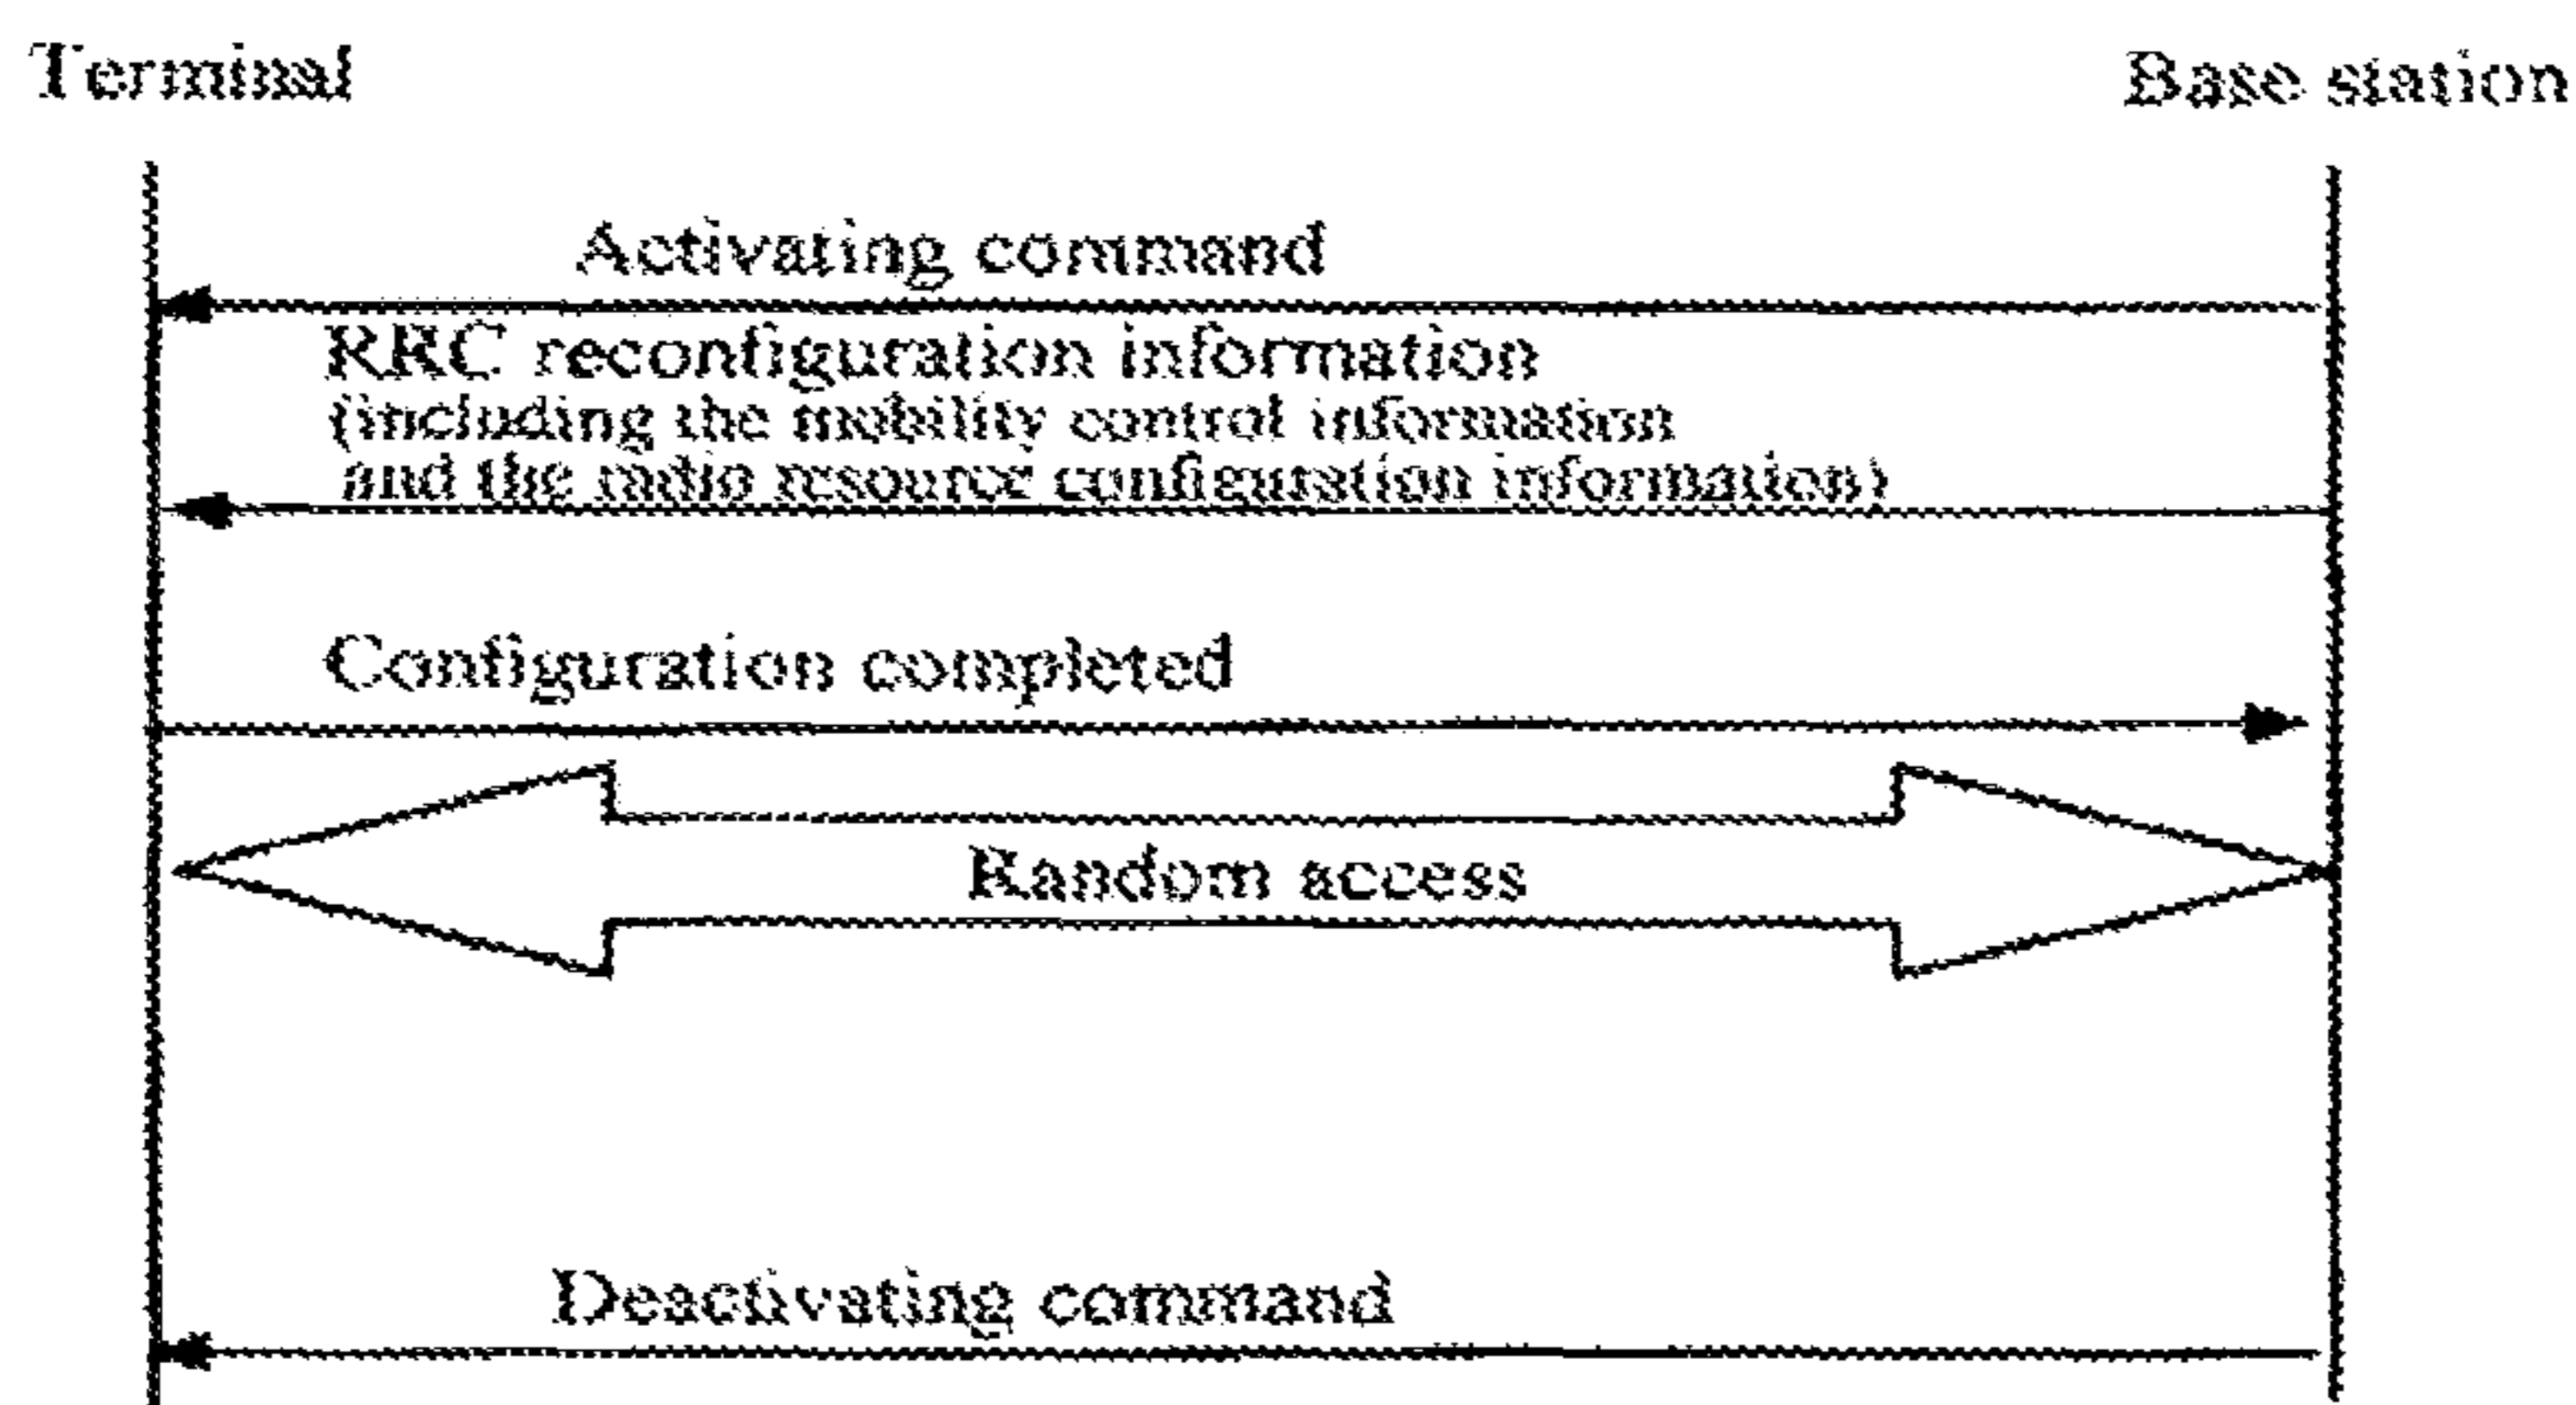 Terminal
Base station
Activating command
RRC reconfiguration information
(including the mobility control information
and the radio resource configuration information)
Configuration completed
Random access
Deactivating command